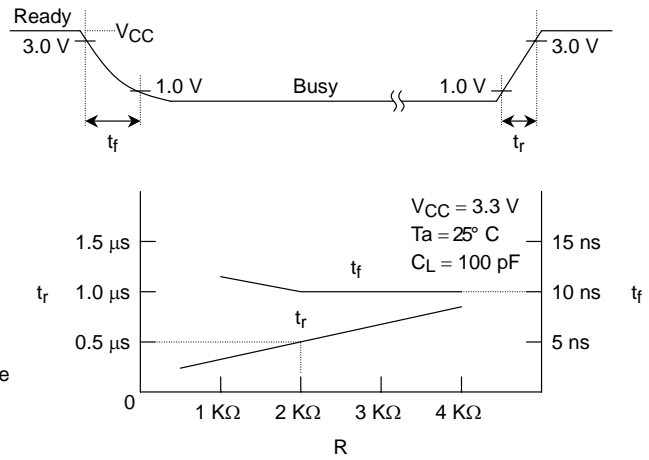 Ready
VCC
3.0 V
3.0 V
1.0 V
Busy
1.0 V
tf
tr
VCC = 3.3 V
Ta = 25° C
CL = 100 pF
1.5 µs
15 ns
tf
tr
1.0 µs
10 ns
tf
tr
0.5 µs
5 ns
e
0
1 KΩ
2 KΩ
3 KΩ
4 KΩ
R